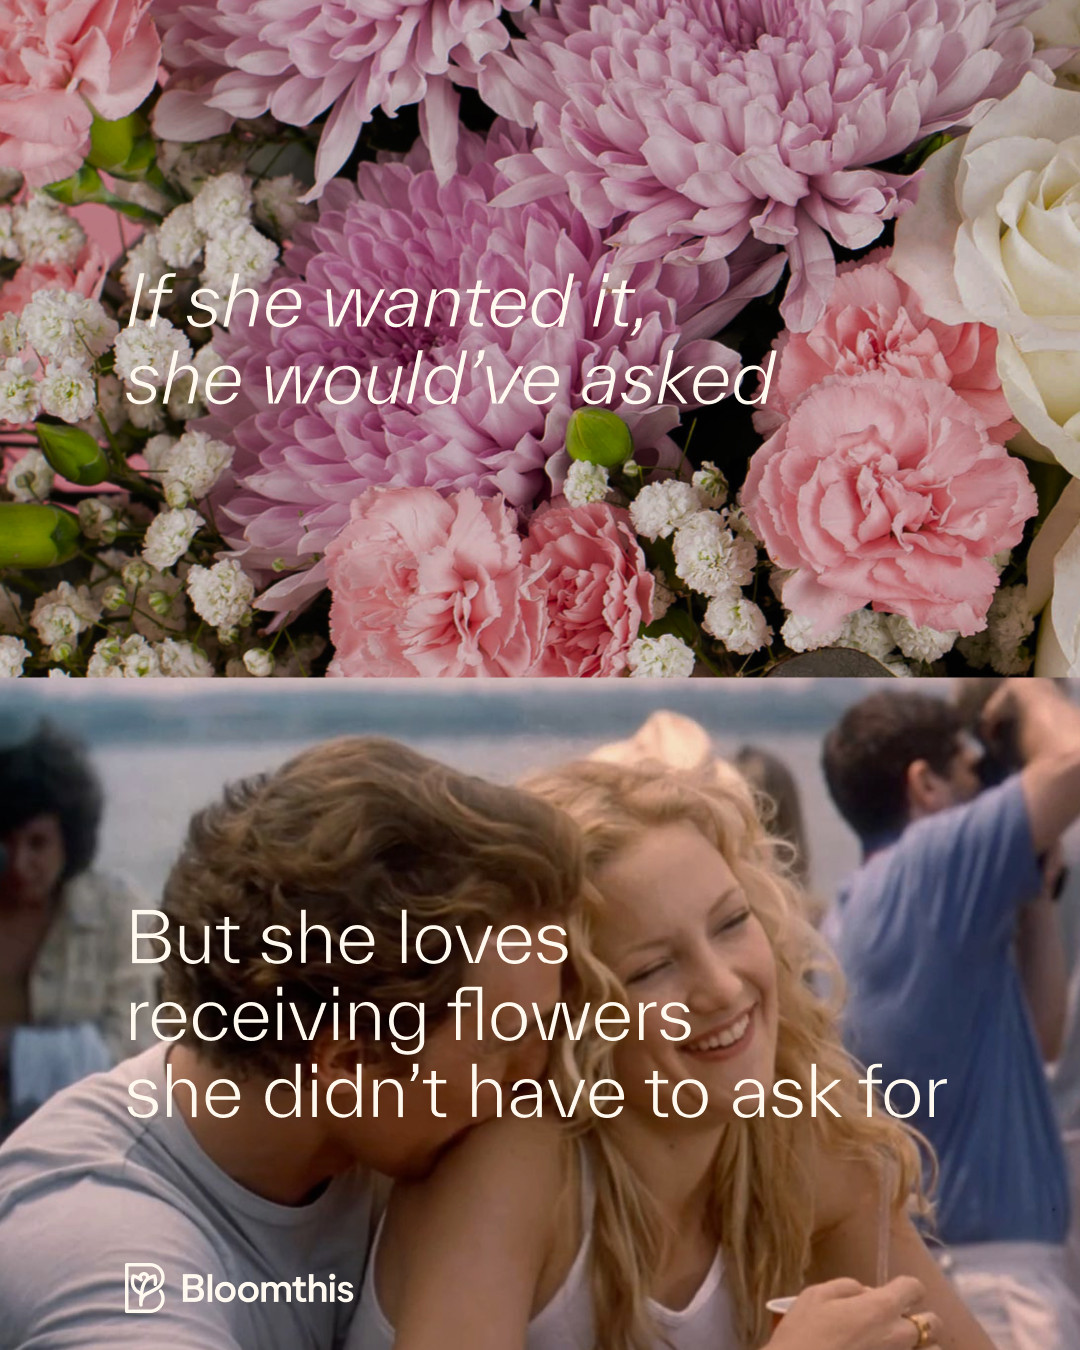 If she wanted it,
she would’ve asked
But she loves
receiving flowers
she didn’t have to ask for
Bloomthis